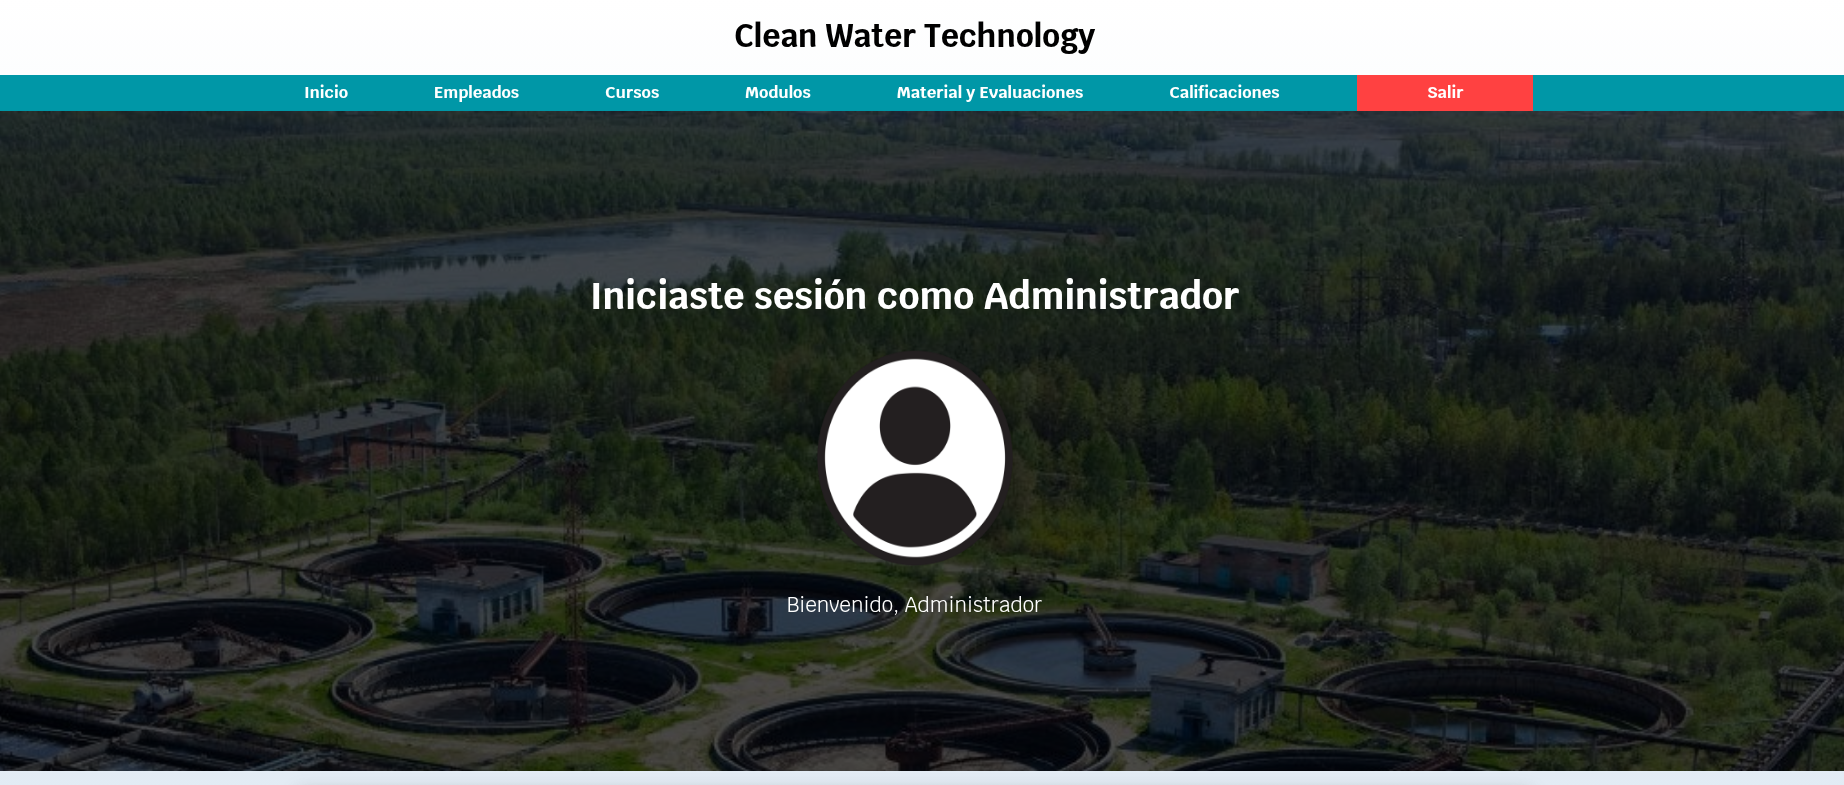 Clean Water Technology
Inicio Empleados Cursos Modulos Material y Evaluaciones Calificaciones Salir
Iniciaste sesión como Administrador
Bienvenido, Administrador